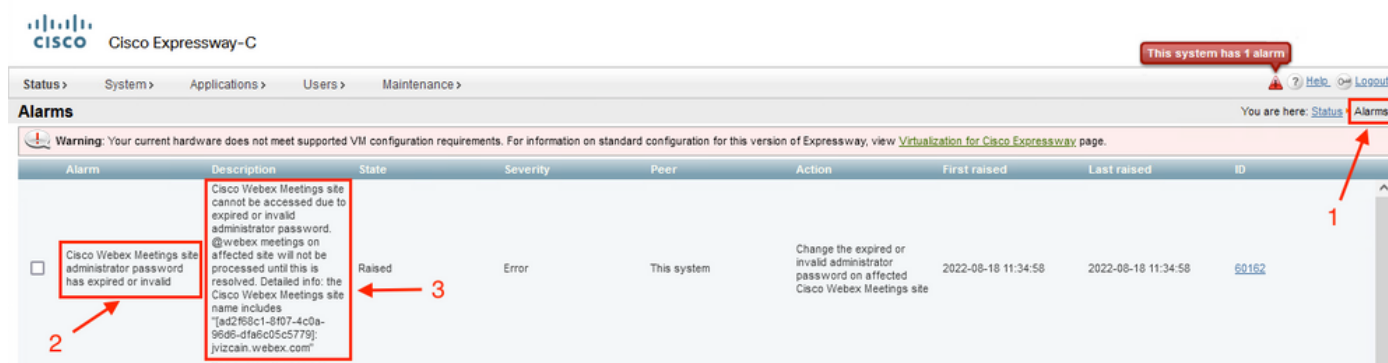 CISCO Cisco Expressway-C
This system has 1 alarm
Status > System > Applications > Users > Maintenance > ? Help Logout
Alarms You are here: Status Alarms
Warning: Your current hardware does not meet supported VM configuration requirements. For information on standard configuration for this version of Expressway, view Virtualization for Cisco Expressway page.
Alarm Description State Severity Peer Action First raised Last raised ID
Cisco Webex Meetings site
administrator password
has expired or invalid
Cisco Webex Meetings site
cannot be accessed due to
expired or invalid
administrator password.
@webex meetings on
affected site will not be
processed until this is
resolved. Detailed info: the
Cisco Webex Meetings site
name includes
"[ad2f68c1-8f07-4c0a-
96d6-dfa6c05c5779]:
jvizcain.webex.com"
Raised
Error
This system
Change the expired or
invalid administrator
password on affected
Cisco Webex Meetings site
2022-08-18 11:34:58
2022-08-18 11:34:58
60162
1
2
3